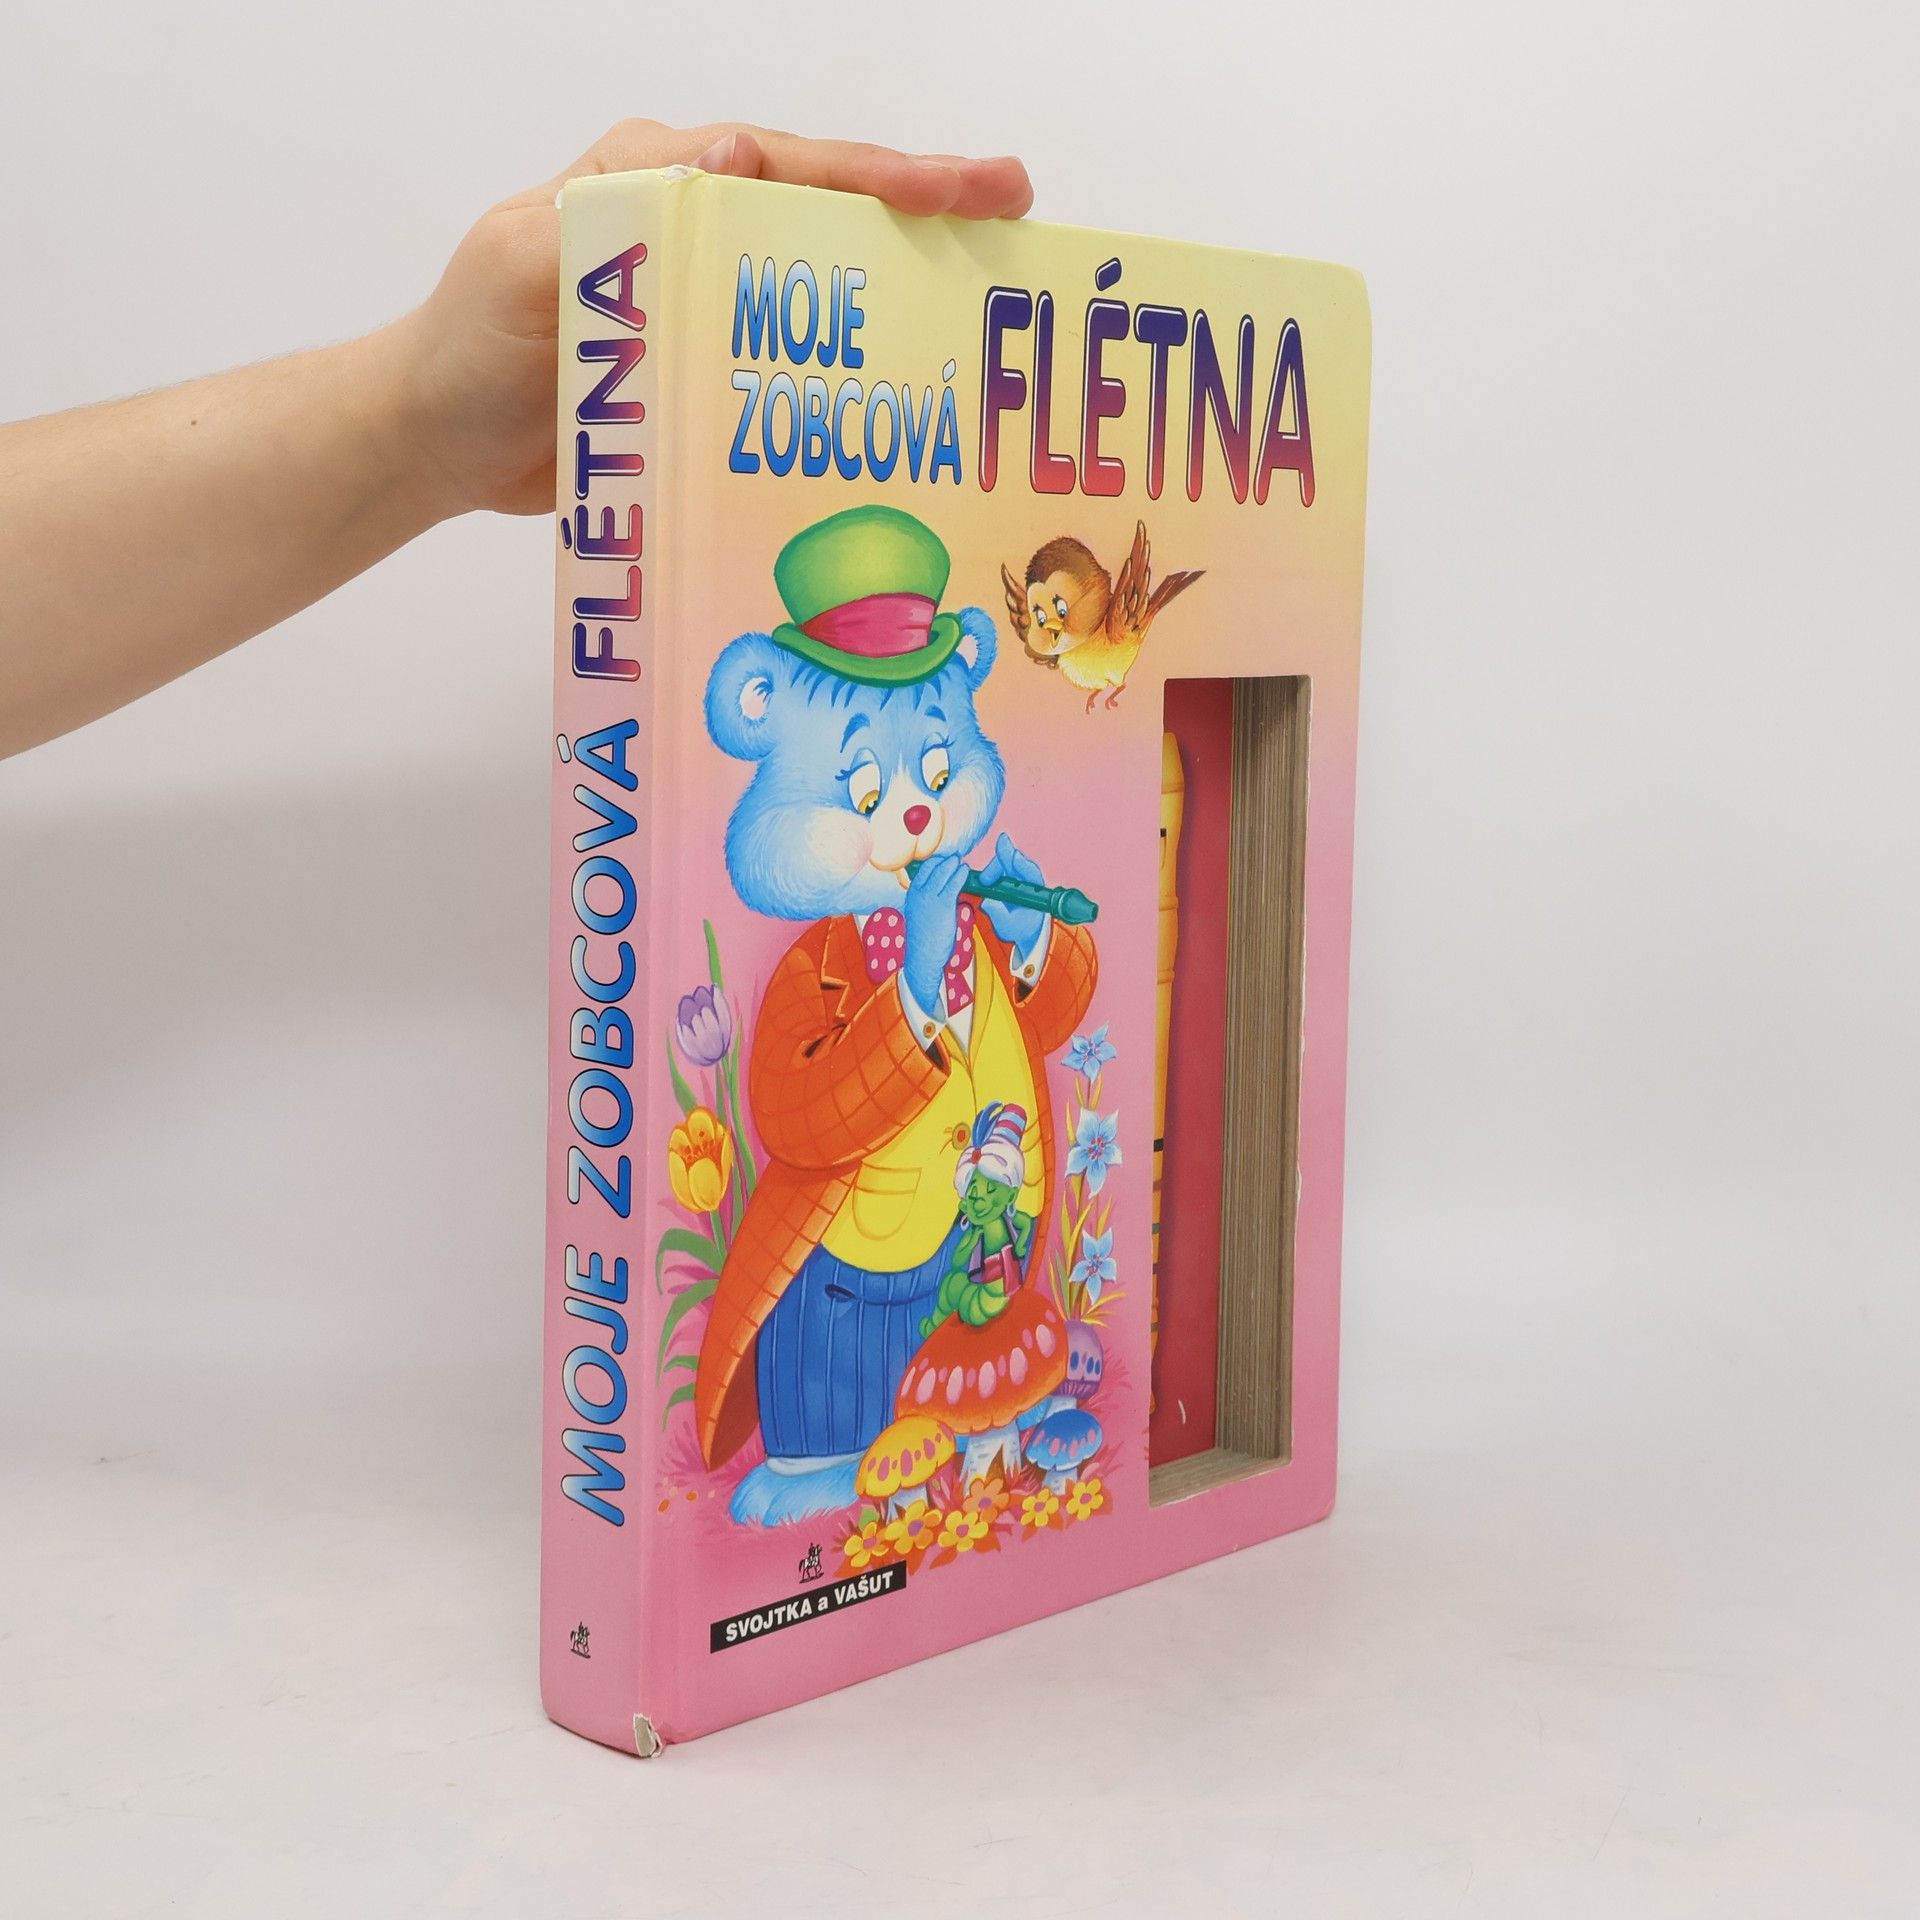 MOJE ZOBCOVÁ FLÉTNA
MOJE
ZOBCOVÁ
FLÉTNA
SVOJTKA a VAŠUT